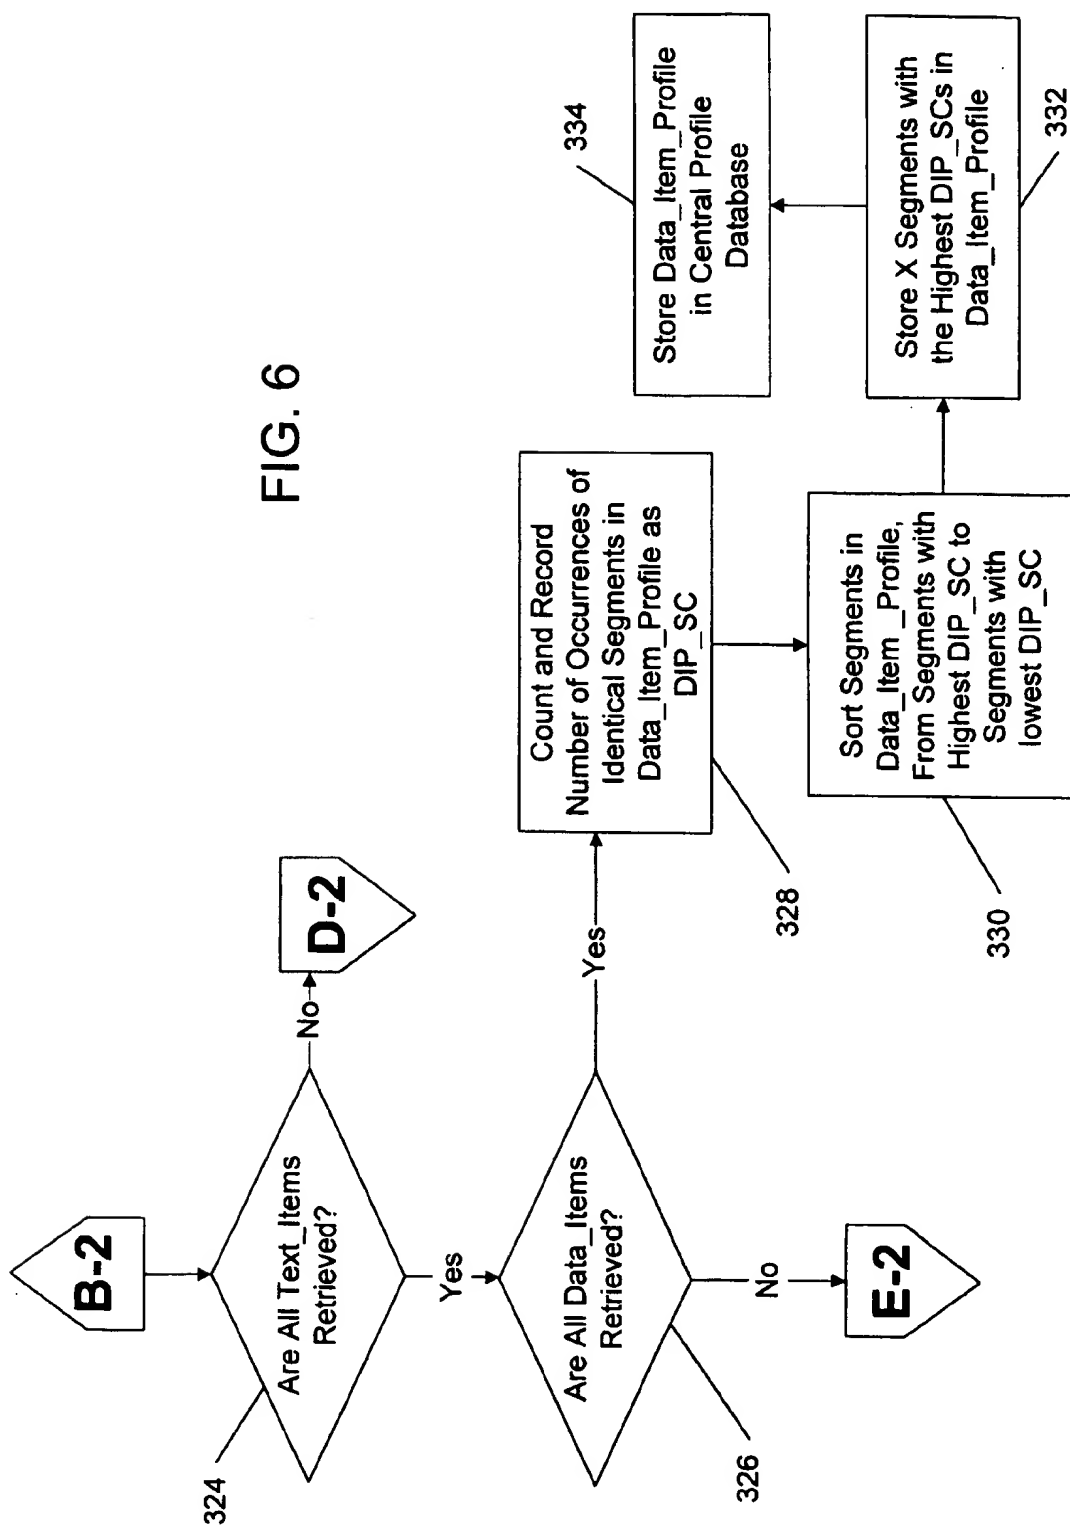 FIG. 6
B-2
324
Are All Text_Items
Retrieved?
No
D-2
Yes
326
Are All Data_Items
Retrieved?
No
E-2
Yes
328
Count and Record
Number of Occurrences of
Identical Segments in
Data_Item_Profile as
DIP_SC
330
Sort Segments in
Data_Item _Profile,
From Segments with
Highest DIP_SC to
Segments with
lowest DIP_SC
Store X Segments with
the Highest DIP_SCs in
Data_Item_Profile
332
334
Store Data_Item_Profile
in Central Profile
Database